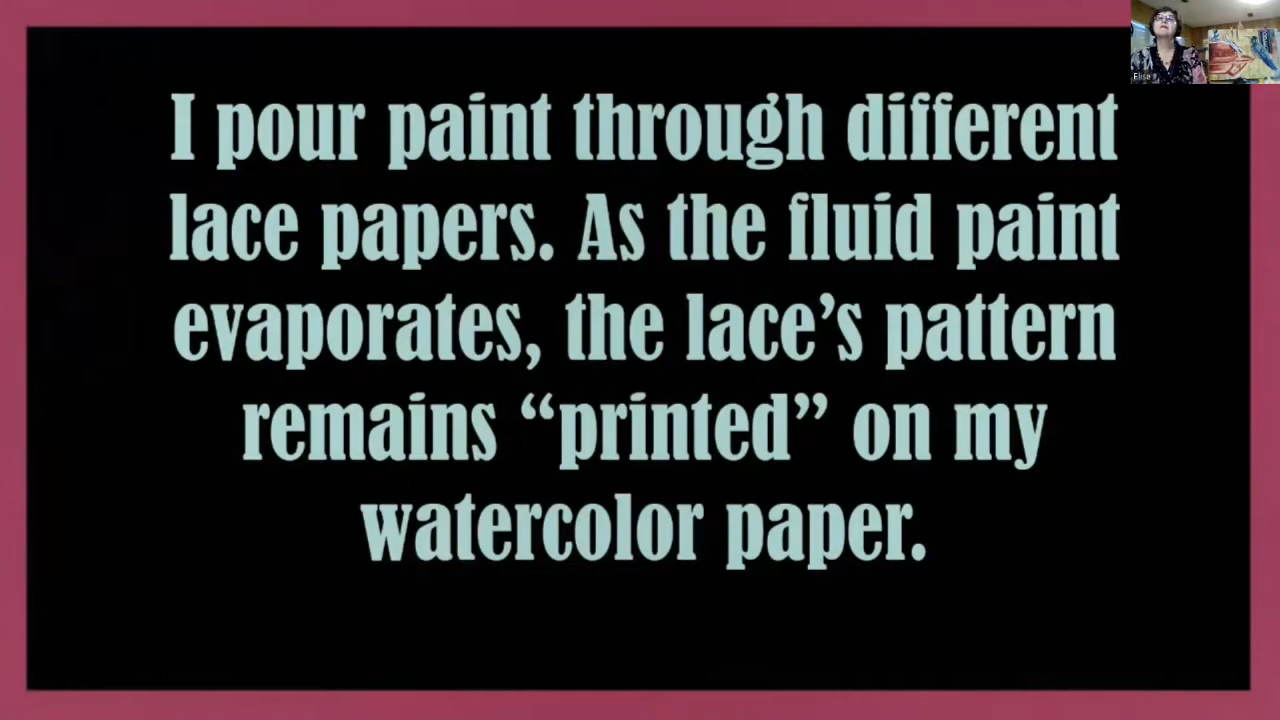 I pour paint through different
lace papers. As the fluid paint
evaporates, the lace’s pattern
remains “printed” on my
watercolor paper.
Elise